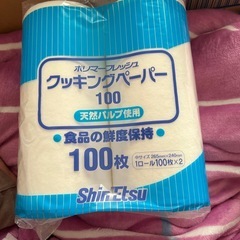 ポリマーフレッシュ
クッキングペーパー
100
天然パルプ使用
・食品の鮮度保持・
100枚
1ロール100枚×2
Shin-Etsu